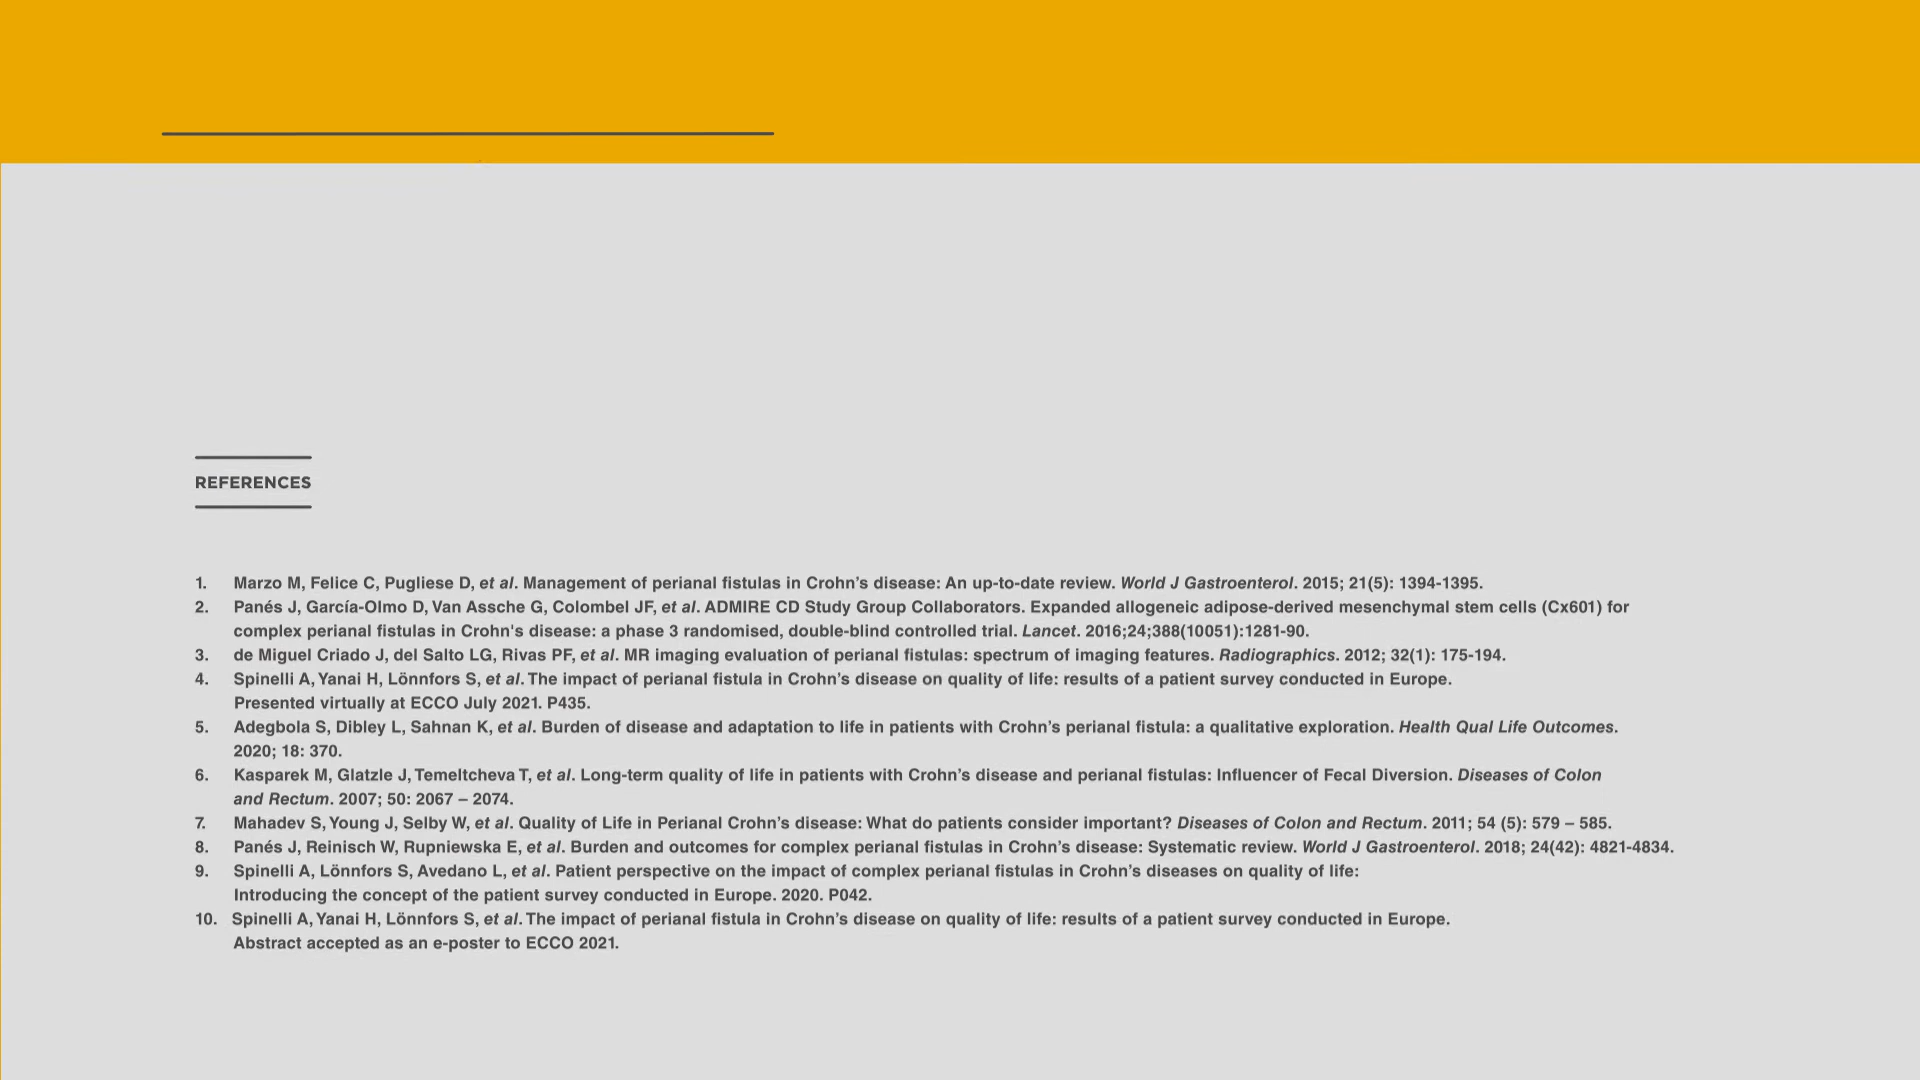 REFERENCES
1. Marzo M, Felice C, Pugliese D, et al. Management of perianal fistulas in Crohn’s disease: An up-to-date review. World J Gastroenterol. 2015; 21(5): 1394-1395.
2. Panés J, García-Olmo D, Van Assche G, Colombel JF, et al. ADMIRE CD Study Group Collaborators. Expanded allogeneic adipose-derived mesenchymal stem cells (Cx601) for
complex perianal fistulas in Crohn's disease: a phase 3 randomised, double-blind controlled trial. Lancet. 2016;24;388(10051):1281-90.
3. de Miguel Criado J, del Salto LG, Rivas PF, et al. MR imaging evaluation of perianal fistulas: spectrum of imaging features. Radiographics. 2012; 32(1): 175-194.
4. Spinelli A, Yanai H, Lönnfors S, et al. The impact of perianal fistula in Crohn’s disease on quality of life: results of a patient survey conducted in Europe.
Presented virtually at ECCO July 2021. P435.
5. Adegbola S, Dibley L, Sahnan K, et al. Burden of disease and adaptation to life in patients with Crohn’s perianal fistula: a qualitative exploration. Health Qual Life Outcomes.
2020; 18: 370.
6. Kasparek M, Glatzle J, Temeltcheva T, et al. Long-term quality of life in patients with Crohn’s disease and perianal fistulas: Influencer of Fecal Diversion. Diseases of Colon
and Rectum. 2007; 50: 2067 – 2074.
7. Mahadev S, Young J, Selby W, et al. Quality of Life in Perianal Crohn’s disease: What do patients consider important? Diseases of Colon and Rectum. 2011; 54 (5): 579 – 585.
8. Panés J, Reinisch W, Rupniewska E, et al. Burden and outcomes for complex perianal fistulas in Crohn’s disease: Systematic review. World J Gastroenterol. 2018; 24(42): 4821-4834.
9. Spinelli A, Lönnfors S, Avedano L, et al. Patient perspective on the impact of complex perianal fistulas in Crohn’s diseases on quality of life:
Introducing the concept of the patient survey conducted in Europe. 2020. P042.
10. Spinelli A, Yanai H, Lönnfors S, et al. The impact of perianal fistula in Crohn’s disease on quality of life: results of a patient survey conducted in Europe.
Abstract accepted as an e-poster to ECCO 2021.